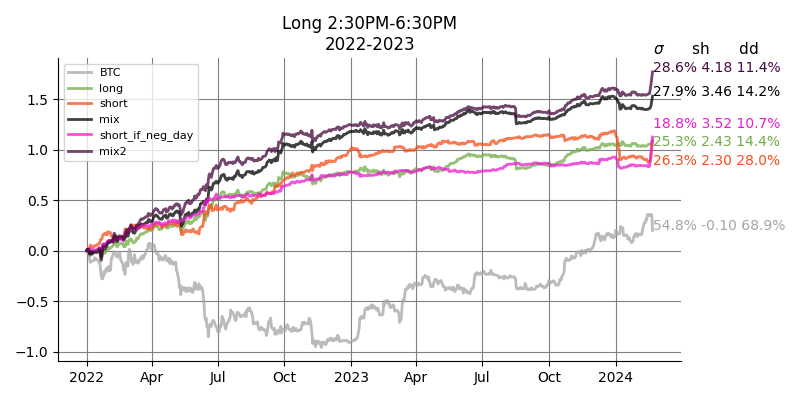 Long 2:30PM-6:30PM
2022-2023
σ sh dd
BTC
long
short
mix
short_if_neg_day
mix2
28.6% 4.18 11.4%
27.9% 3.46 14.2%
18.8% 3.52 10.7%
25.3% 2.43 14.4%
26.3% 2.30 28.0%
54.8% -0.10 68.9%
1.5
1.0
0.5
0.0
−0.5
−1.0
2022 Apr Jul Oct 2023 Apr Jul Oct 2024